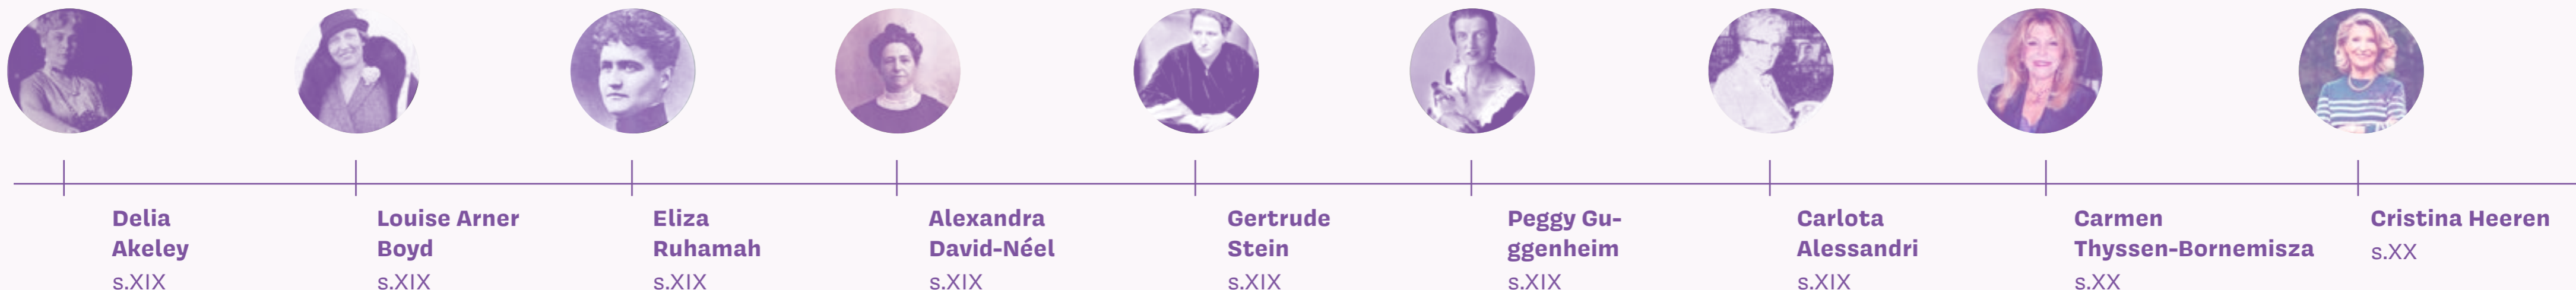 Delia
Akeley
s.XIX
Louise Arner
Boyd
s.XIX
Eliza
Ruhamah
s.XIX
Alexandra
David-Néel
s.XIX
Gertrude
Stein
s.XIX
Peggy Gu-
ggenheim
s.XIX
Carlota
Alessandri
s.XIX
Carmen
Thyssen-Bornemisza
s.XX
Cristina Heeren
s.XX